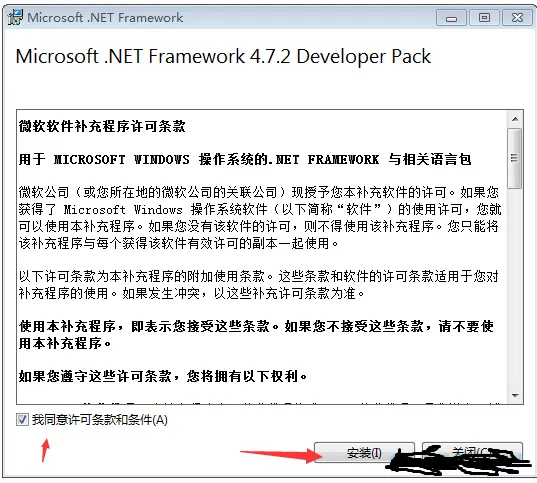 Microsoft .NET Framework
Microsoft .NET Framework 4.7.2 Developer Pack
微软软件补充程序许可条款
用于 MICROSOFT WINDOWS 操作系统的.NET FRAMEWORK 与相关语言包
微软公司（或您所在地的微软公司的关联公司）现授予您本补充软件的许可。如果您
获得了 Microsoft Windows 操作系统软件（以下简称“软件”）的使用许可，您就
可以使用本补充程序。如果您没有该软件的许可，则不得使用该补充程序。您只能将
该补充程序与每个获得该软件有效许可的副本一起使用。
以下许可条款为本补充程序的附加使用条款。这些条款和软件的许可条款适用于您对
补充程序的使用。如果发生冲突，以这些补充许可条款为准。
使用本补充程序，即表示您接受这些条款。如果您不接受这些条款，请不要使
用本补充程序。
如果您遵守这些许可条款，您将拥有以下权利。
我同意许可条款和条件(A)
安装(I)
关闭(C)